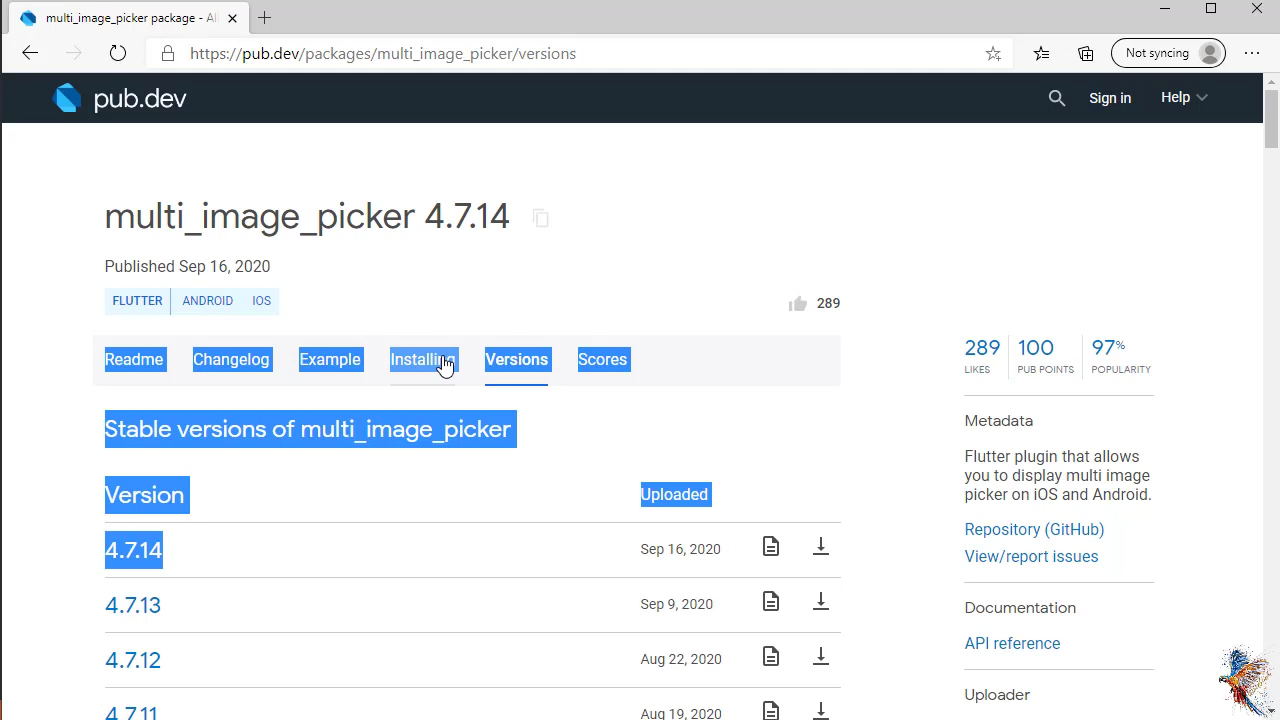 multi_image_picker package - All
https://pub.dev/packages/multi_image_picker/versions
Not syncing
pub.dev
Sign in
Help
multi_image_picker 4.7.14
Published Sep 16, 2020
FLUTTER ANDROID IOS
289
Readme Changelog Example Installing Versions Scores
289 LIKES
100 PUB POINTS
97% POPULARITY
Stable versions of multi_image_picker
Version Uploaded
4.7.14 Sep 16, 2020
4.7.13 Sep 9, 2020
4.7.12 Aug 22, 2020
4.7.11 Aug 19, 2020
Metadata
Flutter plugin that allows
you to display multi image
picker on iOS and Android.
Repository (GitHub)
View/report issues
Documentation
API reference
Uploader